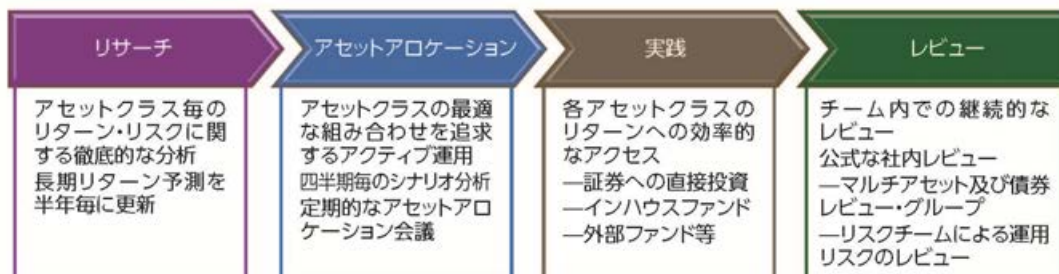 リサーチ
アセットクラス毎の
リターン・リスクに関
する徹底的な分析
長期リターン予測を
半年毎に更新
アセットアロケーション
アセットクラスの最適
な組み合わせを追求
するアクティブ運用
四半期毎のシナリオ分析
定期的なアセットアロ
ケーション会議
実践
各アセットクラスの
リターンへの効率的
なアクセス
―証券への直接投資
―インハウスファンド
―外部ファンド等
レビュー
チーム内での継続的な
レビュー
公式な社内レビュー
―マルチアセット及び債券
レビュー・グループ
―リスクチームによる運用
リスクのレビュー